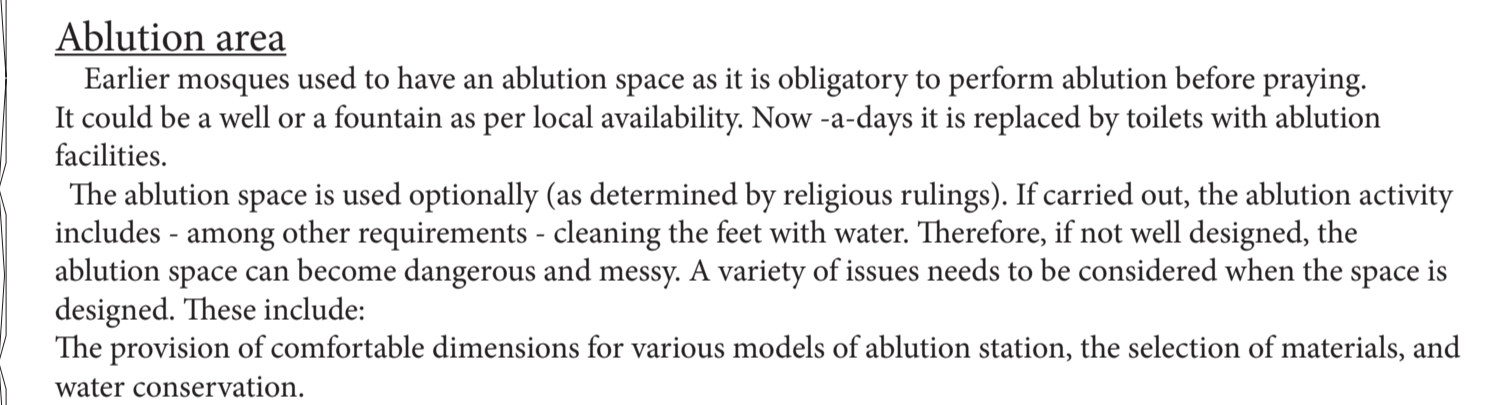 Ablution area
Earlier mosques used to have an ablution space as it is obligatory to perform ablution before praying.
It could be a well or a fountain as per local availability. Now -a-days it is replaced by toilets with ablution
facilities.
The ablution space is used optionally (as determined by religious rulings). If carried out, the ablution activity
includes - among other requirements - cleaning the feet with water. Therefore, if not well designed, the
ablution space can become dangerous and messy. A variety of issues needs to be considered when the space is
designed. These include:
The provision of comfortable dimensions for various models of ablution station, the selection of materials, and
water conservation.